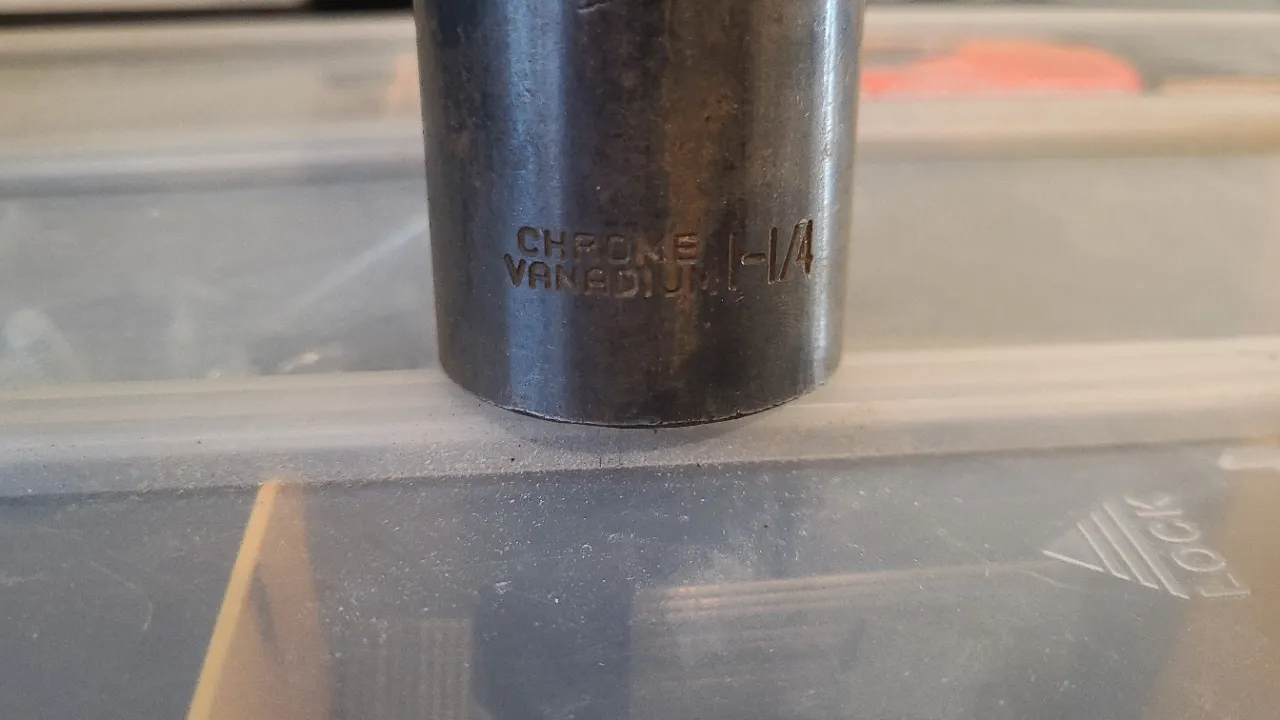 CHROME
VANADIUM 1-1/4
LOCK